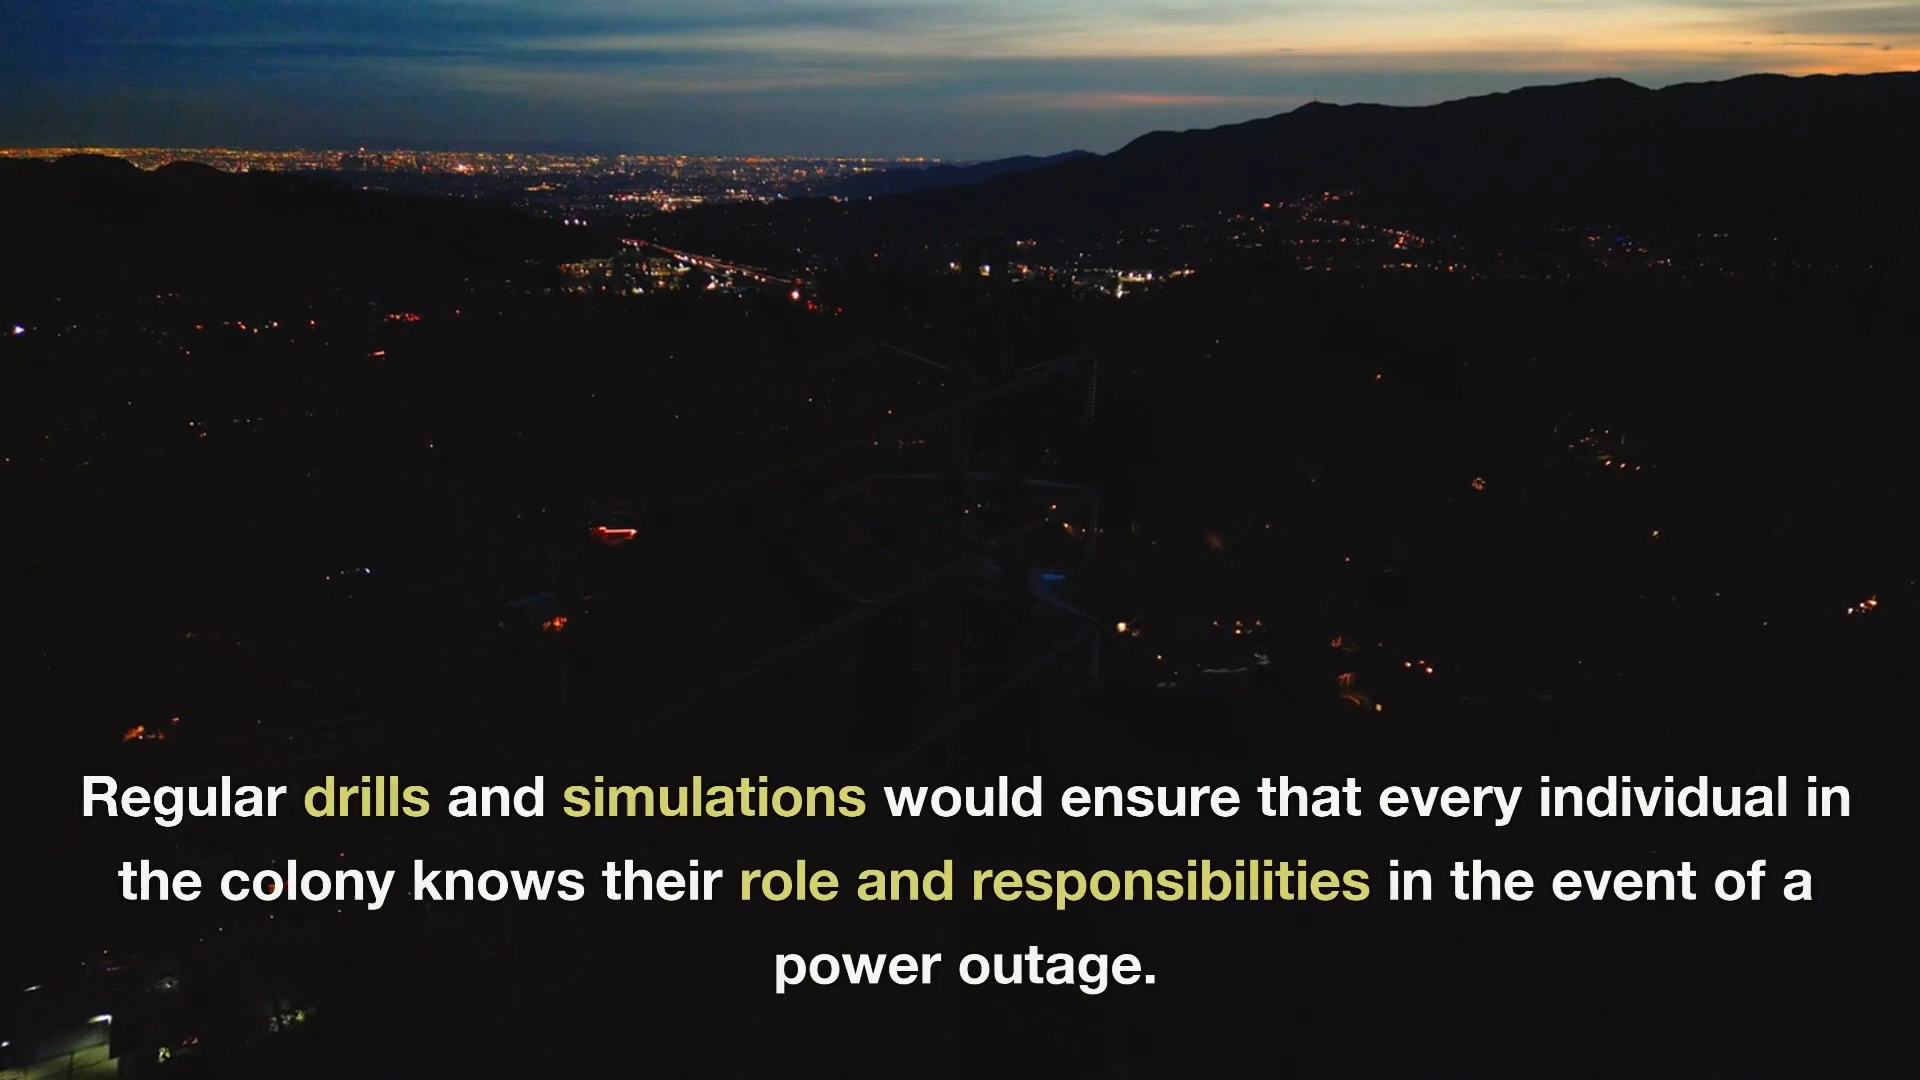 Regular drills and simulations would ensure that every individual in
the colony knows their role and responsibilities in the event of a
power outage.